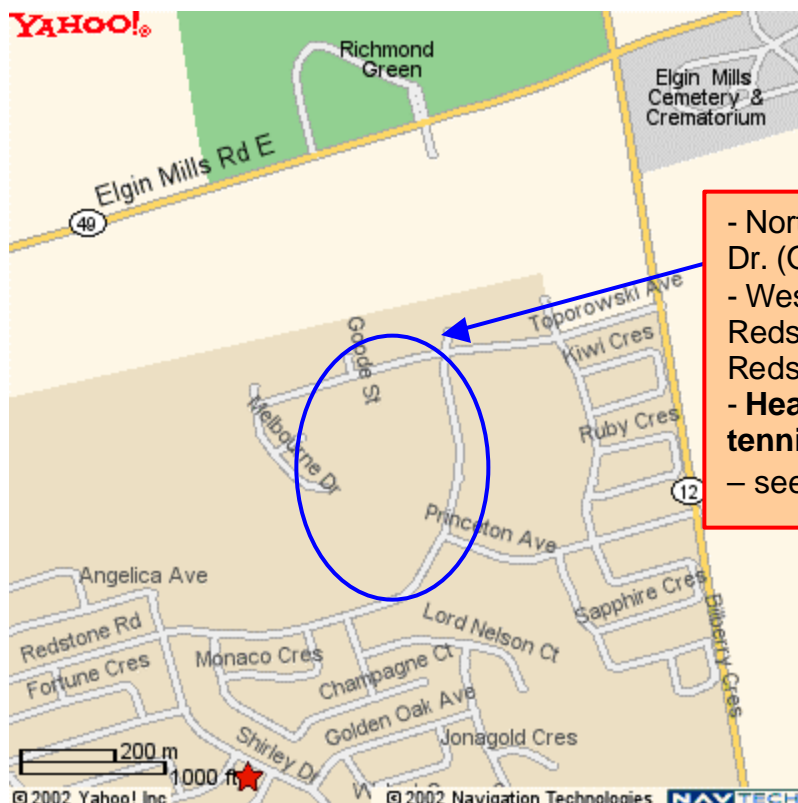 YAHOO!®
Richmond
Green
Elgin Mills
Cemetery &
Crematorium
Elgin Mills Rd E
49
- Nor
Dr. (
- Wes
Reds
Reds
- Hea
tenni
– see
Toporowski Ave
Goode St
Kiwi Cres
Melbourne Dr
Ruby Cres
12
Princeton Ave
Angelica Ave
Sapphire Cres
Bilberry Cres
Redstone Rd
Lord Nelson Ct
Monaco Cres
Fortune Cres
Champagne Ct
Golden Oak Ave
Shirley Dr
Jonagold Cres
200 m
1000 ft
© 2002 Yahoo! Inc
© 2002 Navigation Technologies
NAVTECH